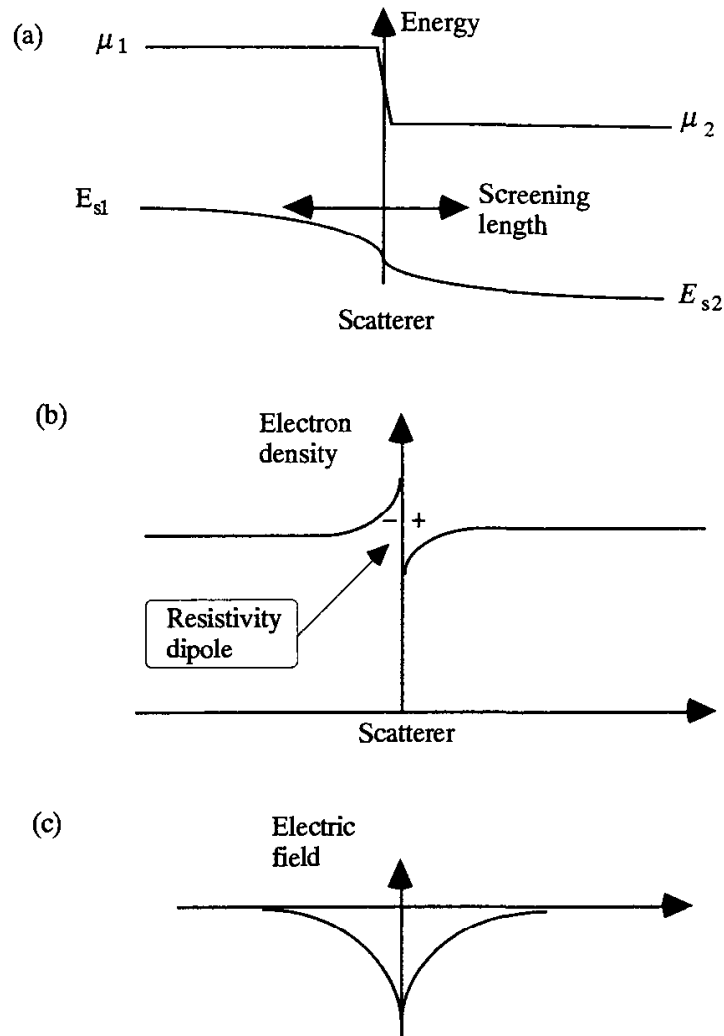 (a)
Energy
μ1
μ2
Es1
Screening
length
Es2
Scatterer
(b)
Electron
density
− +
Resistivity
dipole
Scatterer
(c)
Electric
field